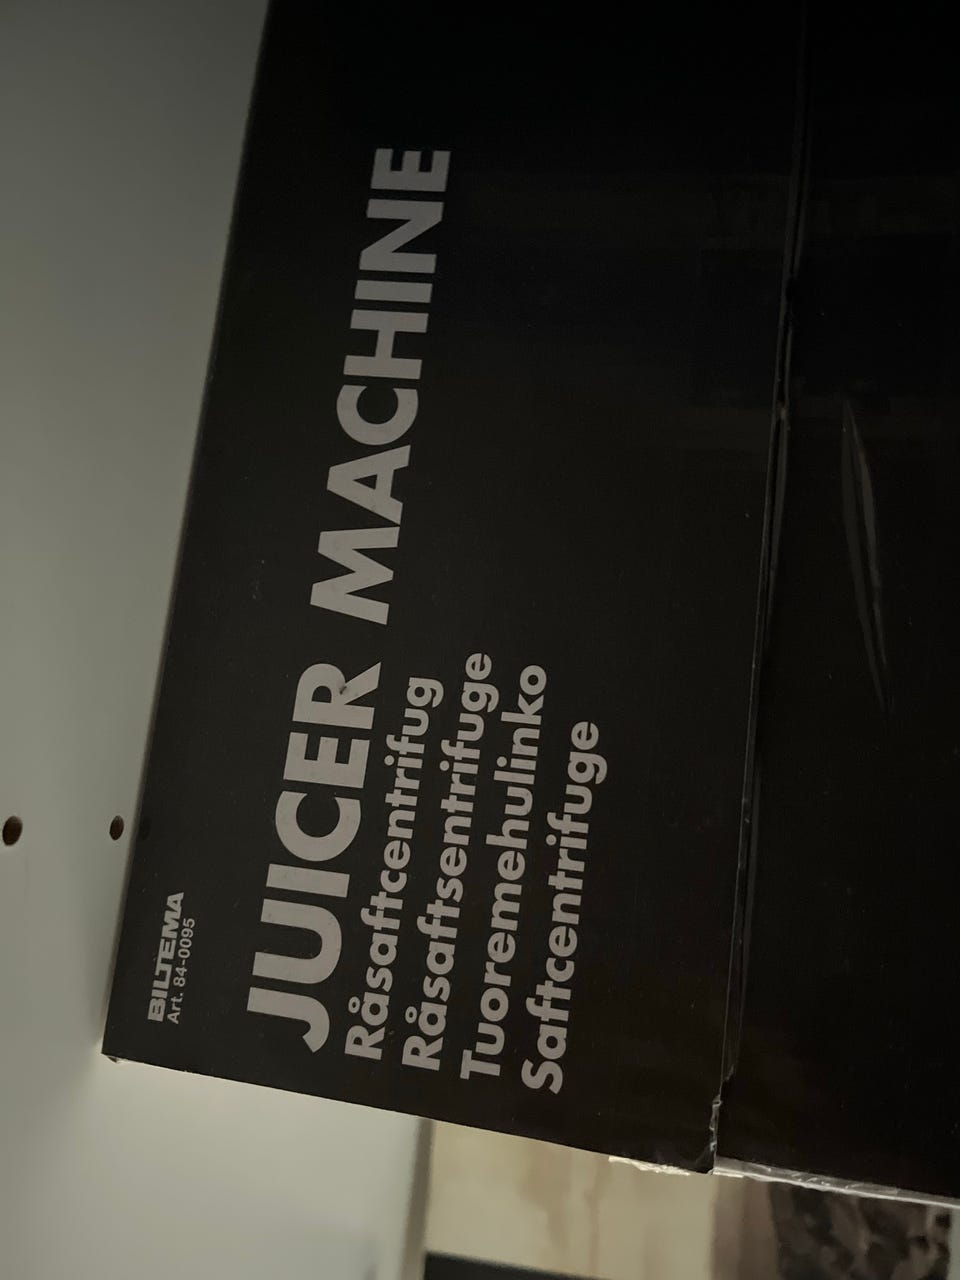 BILTEMA
Art. 84-0095
JUICER MACHINE
Råsaftcentrifug
Råsaftsentrifuge
Tuoremehulinko
Saftcentrifuge